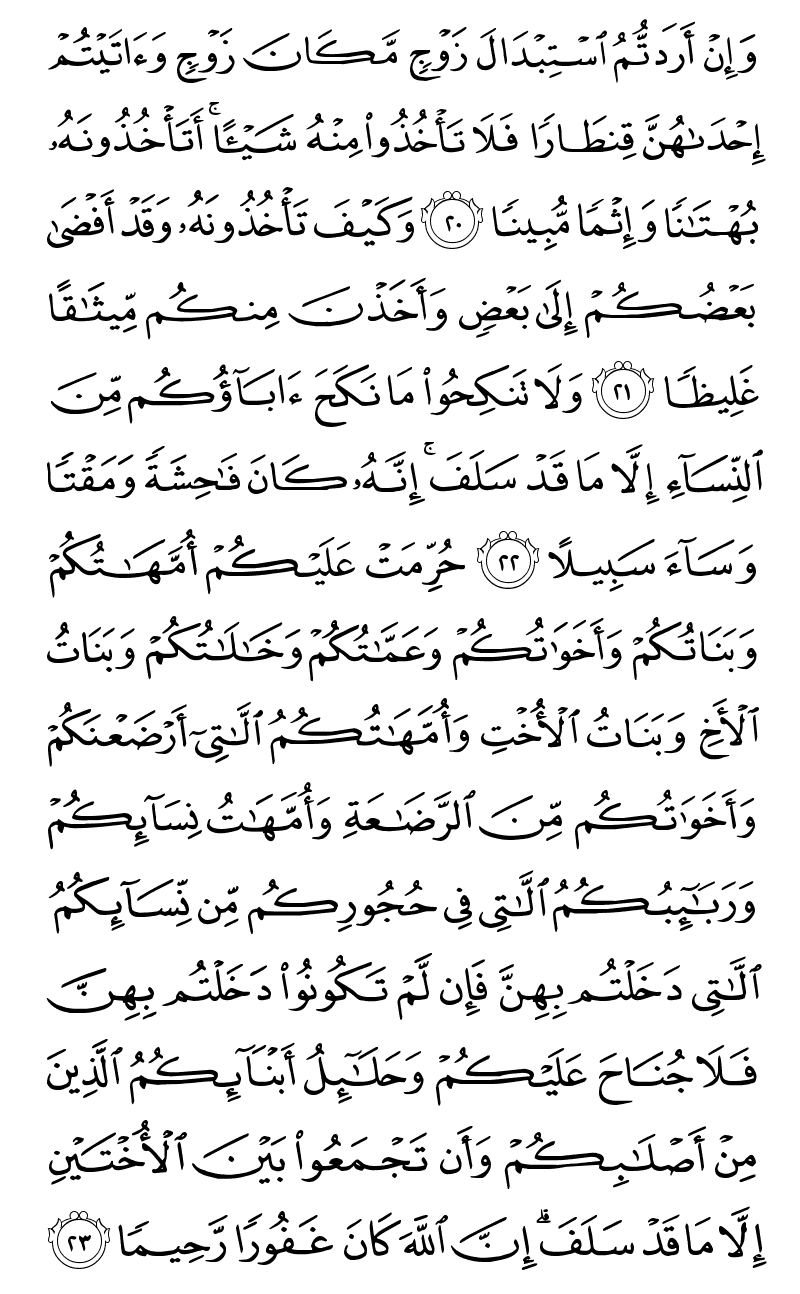 وَإِنۡ أَرَدتُّمُ ٱسۡتِبۡدَالَ زَوۡجٖ مَّكَانَ زَوۡجٖ وَءَاتَيۡتُمۡ
إِحۡدَىٰهُنَّ قِنطَارٗا فَلَا تَأۡخُذُواْ مِنۡهُ شَيۡـًٔاۚ أَتَأۡخُذُونَهُۥ
بُهۡتَٰنٗا وَإِثۡمٗا مُّبِينٗا ٢٠ وَكَيۡفَ تَأۡخُذُونَهُۥ وَقَدۡ أَفۡضَىٰ
بَعۡضُكُمۡ إِلَىٰ بَعۡضٖ وَأَخَذۡنَ مِنكُم مِّيثَٰقًا
غَلِيظٗا ٢١ وَلَا تَنكِحُواْ مَا نَكَحَ ءَابَآؤُكُم مِّنَ
ٱلنِّسَآءِ إِلَّا مَا قَدۡ سَلَفَۚ إِنَّهُۥ كَانَ فَٰحِشَةٗ وَمَقۡتٗا
وَسَآءَ سَبِيلًا ٢٢ حُرِّمَتۡ عَلَيۡكُمۡ أُمَّهَٰتُكُمۡ
وَبَنَاتُكُمۡ وَأَخَوَٰتُكُمۡ وَعَمَّٰتُكُمۡ وَخَٰلَٰتُكُمۡ وَبَنَاتُ
ٱلۡأَخِ وَبَنَاتُ ٱلۡأُخۡتِ وَأُمَّهَٰتُكُمُ ٱلَّٰتِيٓ أَرۡضَعۡنَكُمۡ
وَأَخَوَٰتُكُم مِّنَ ٱلرَّضَٰعَةِ وَأُمَّهَٰتُ نِسَآئِكُمۡ
وَرَبَٰٓئِبُكُمُ ٱلَّٰتِي فِي حُجُورِكُم مِّن نِّسَآئِكُمُ
ٱلَّٰتِي دَخَلۡتُم بِهِنَّ فَإِن لَّمۡ تَكُونُواْ دَخَلۡتُم بِهِنَّ
فَلَا جُنَاحَ عَلَيۡكُمۡ وَحَلَٰٓئِلُ أَبۡنَآئِكُمُ ٱلَّذِينَ
مِنۡ أَصۡلَٰبِكُمۡ وَأَن تَجۡمَعُواْ بَيۡنَ ٱلۡأُخۡتَيۡنِ
إِلَّا مَا قَدۡ سَلَفَۗ إِنَّ ٱللَّهَ كَانَ غَفُورٗا رَّحِيمٗا ٢٣